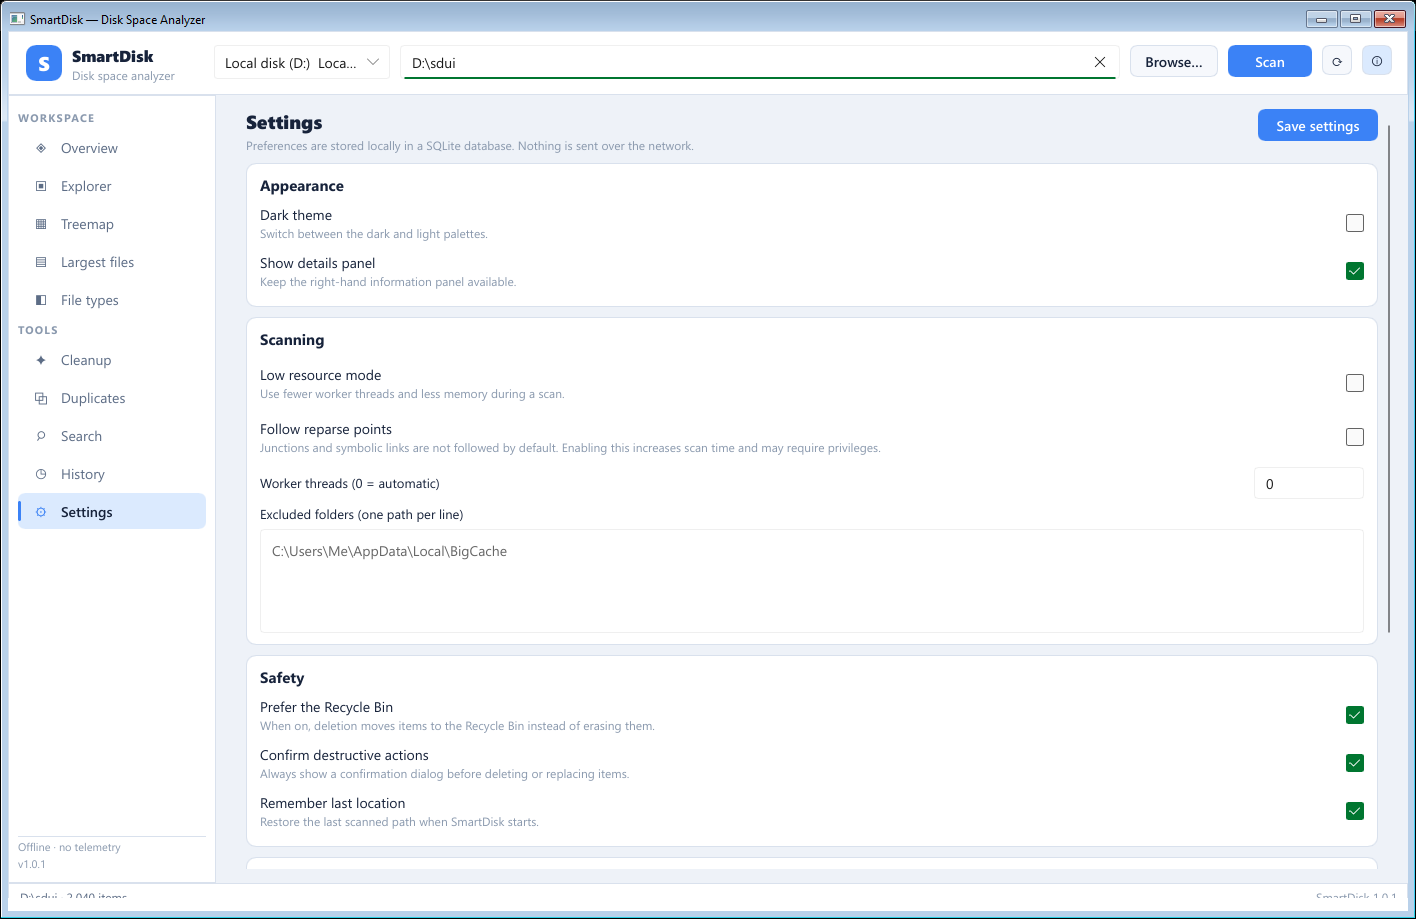 SmartDisk — Disk Space Analyzer
S
SmartDisk
Disk space analyzer
Local disk (D:) Loca...
D:\sdui
Browse...
Scan
WORKSPACE
Overview
Explorer
Treemap
Largest files
File types
TOOLS
Cleanup
Duplicates
Search
History
Settings
Offline · no telemetry
v1.0.1
Settings
Preferences are stored locally in a SQLite database. Nothing is sent over the network.
Save settings
Appearance
Dark theme
Switch between the dark and light palettes.
Show details panel
Keep the right-hand information panel available.
Scanning
Low resource mode
Use fewer worker threads and less memory during a scan.
Follow reparse points
Junctions and symbolic links are not followed by default. Enabling this increases scan time and may require privileges.
Worker threads (0 = automatic)
0
Excluded folders (one path per line)
C:\Users\Me\AppData\Local\BigCache
Safety
Prefer the Recycle Bin
When on, deletion moves items to the Recycle Bin instead of erasing them.
Confirm destructive actions
Always show a confirmation dialog before deleting or replacing items.
Remember last location
Restore the last scanned path when SmartDisk starts.
D:\sdui · 2,040 items
SmartDisk 1.0.1